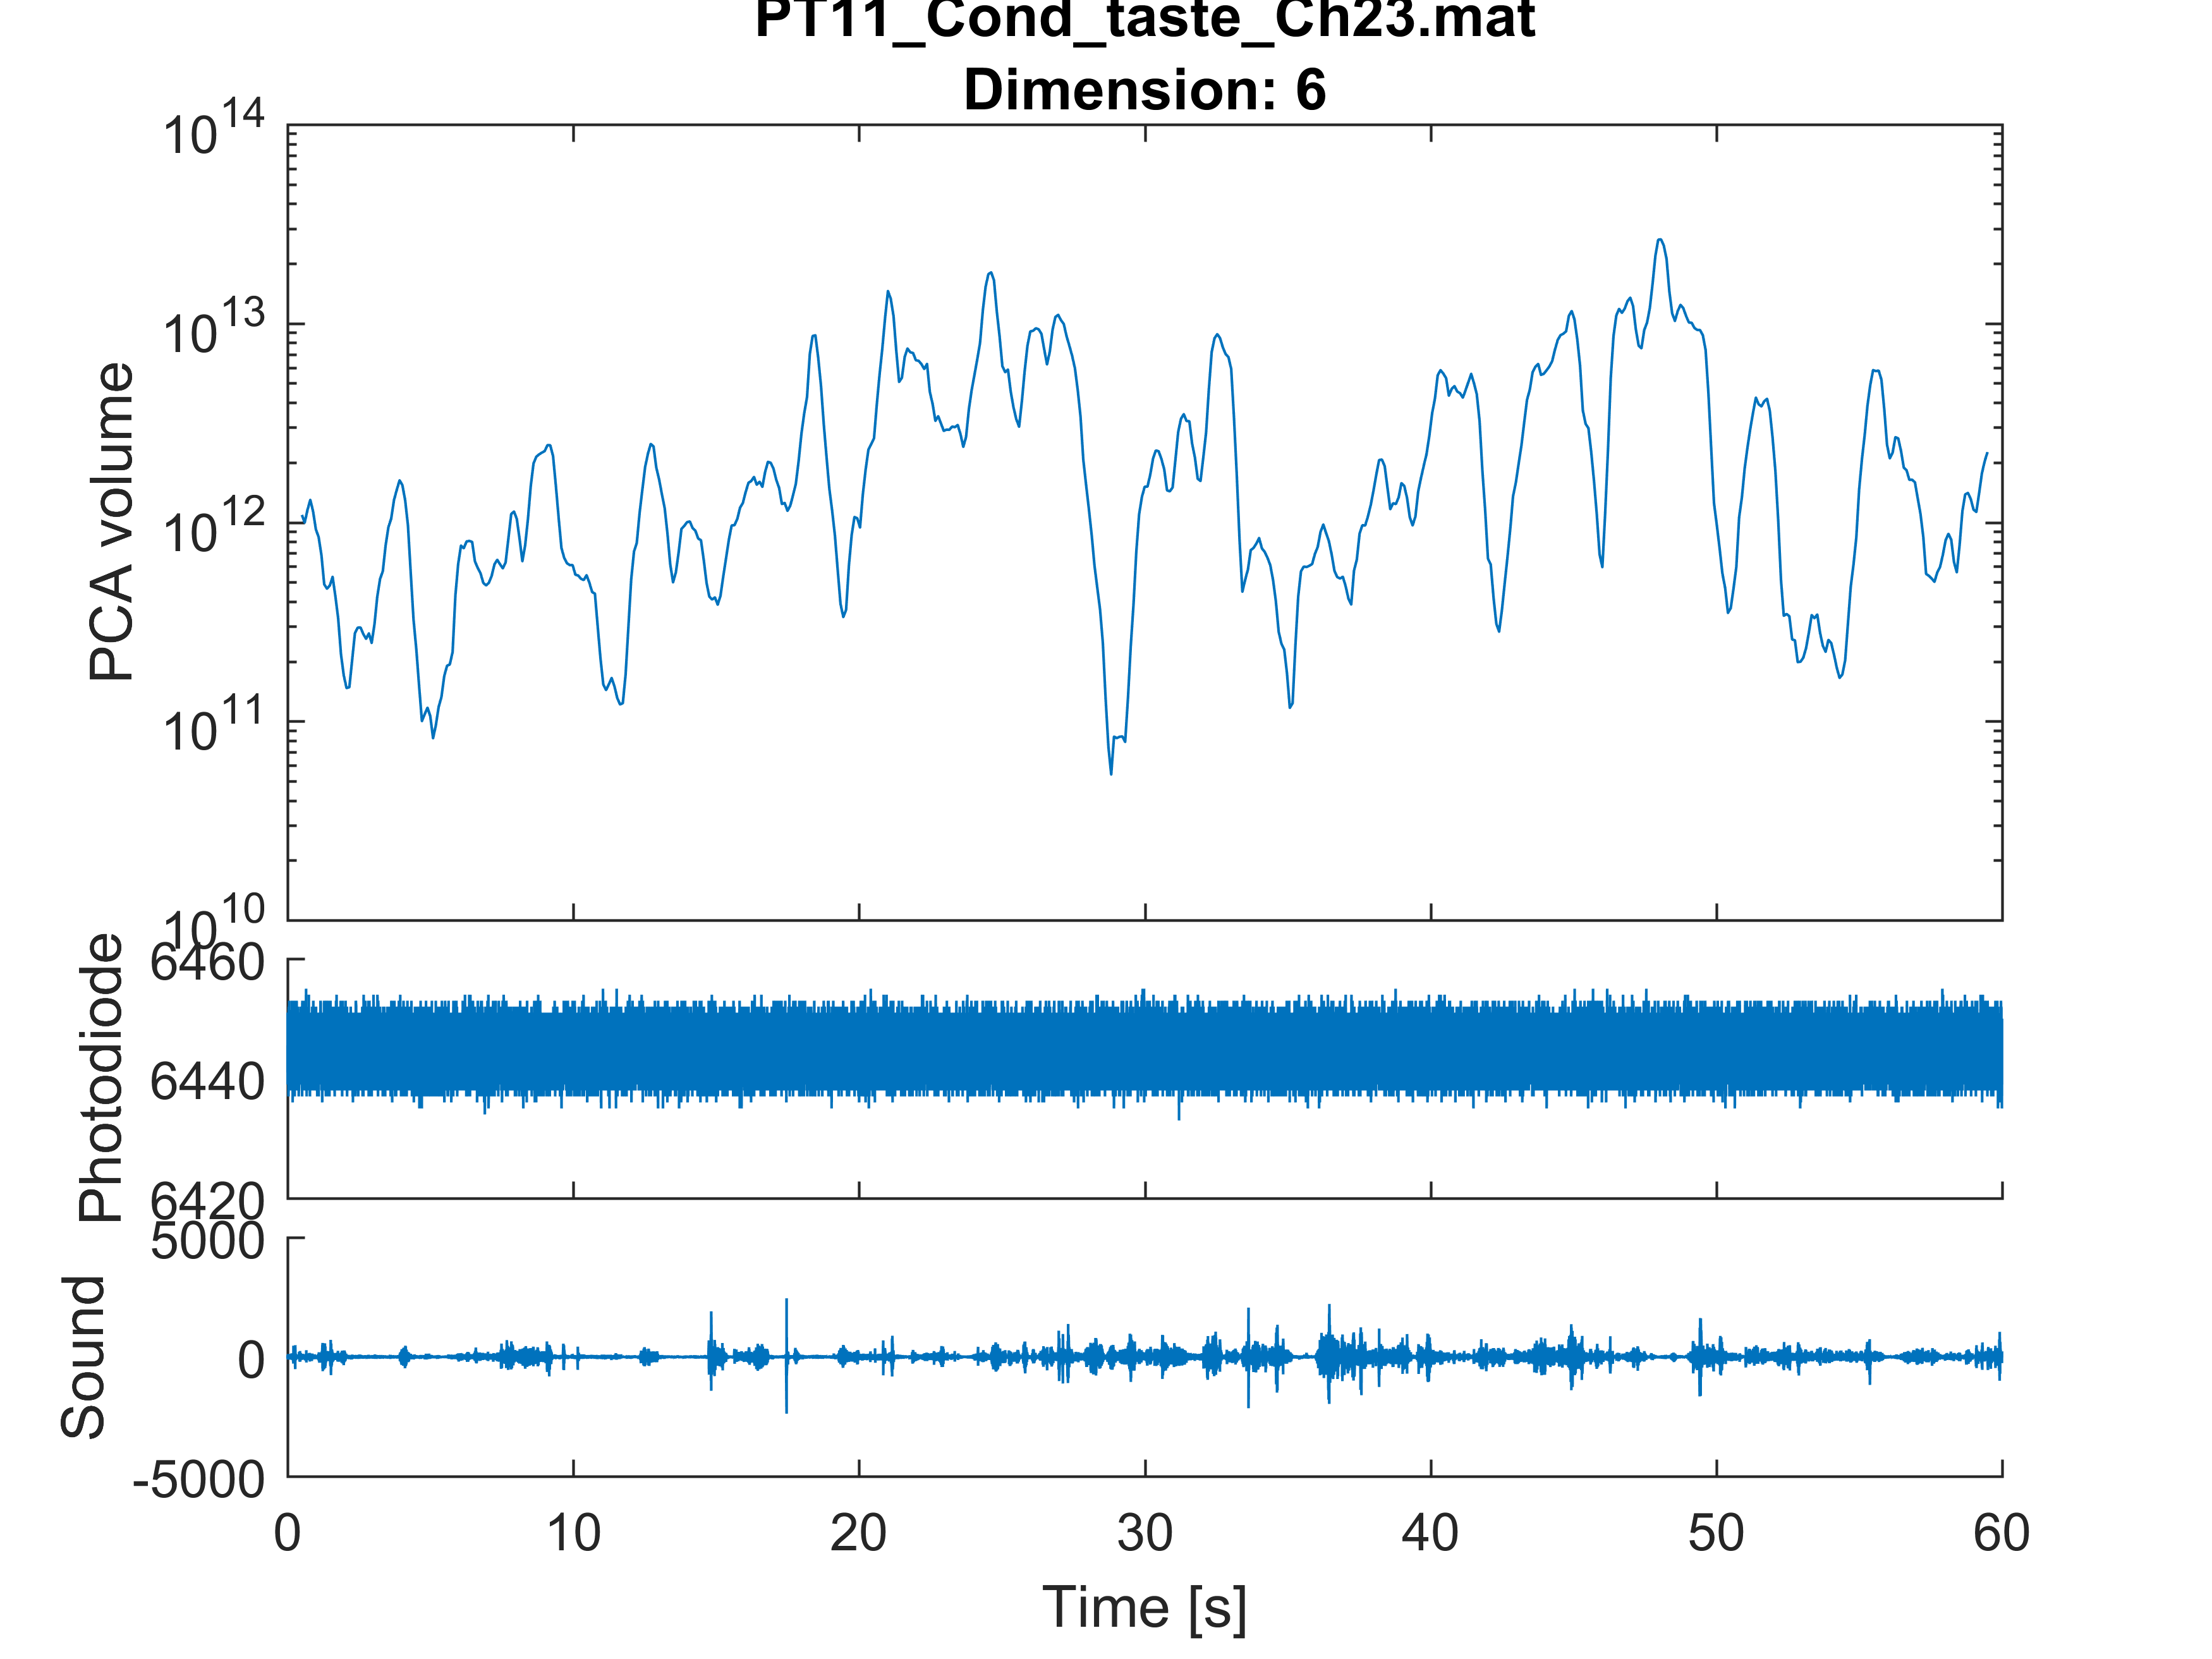 PT11_Cond_taste_Ch23.mat
Dimension: 6
10^14
10^13
10^12
10^11
10^10
PCA volume
6460
6440
6420
Photodiode
5000
0
-5000
Sound
0 10 20 30 40 50 60
Time [s]